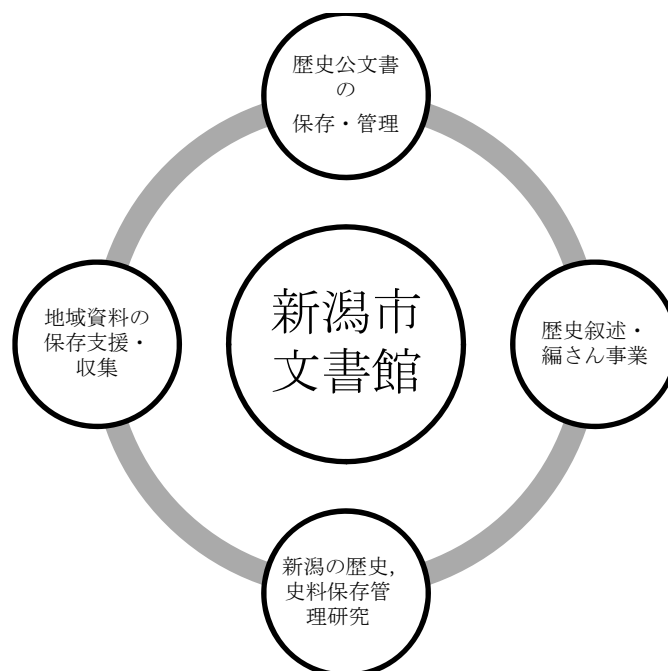 歴史公文書
の
保存・管理
地域資料の
保存支援・
収集
新潟市
文書館
歴史叙述・
編さん事業
新潟の歴史,
史料保存管
理研究